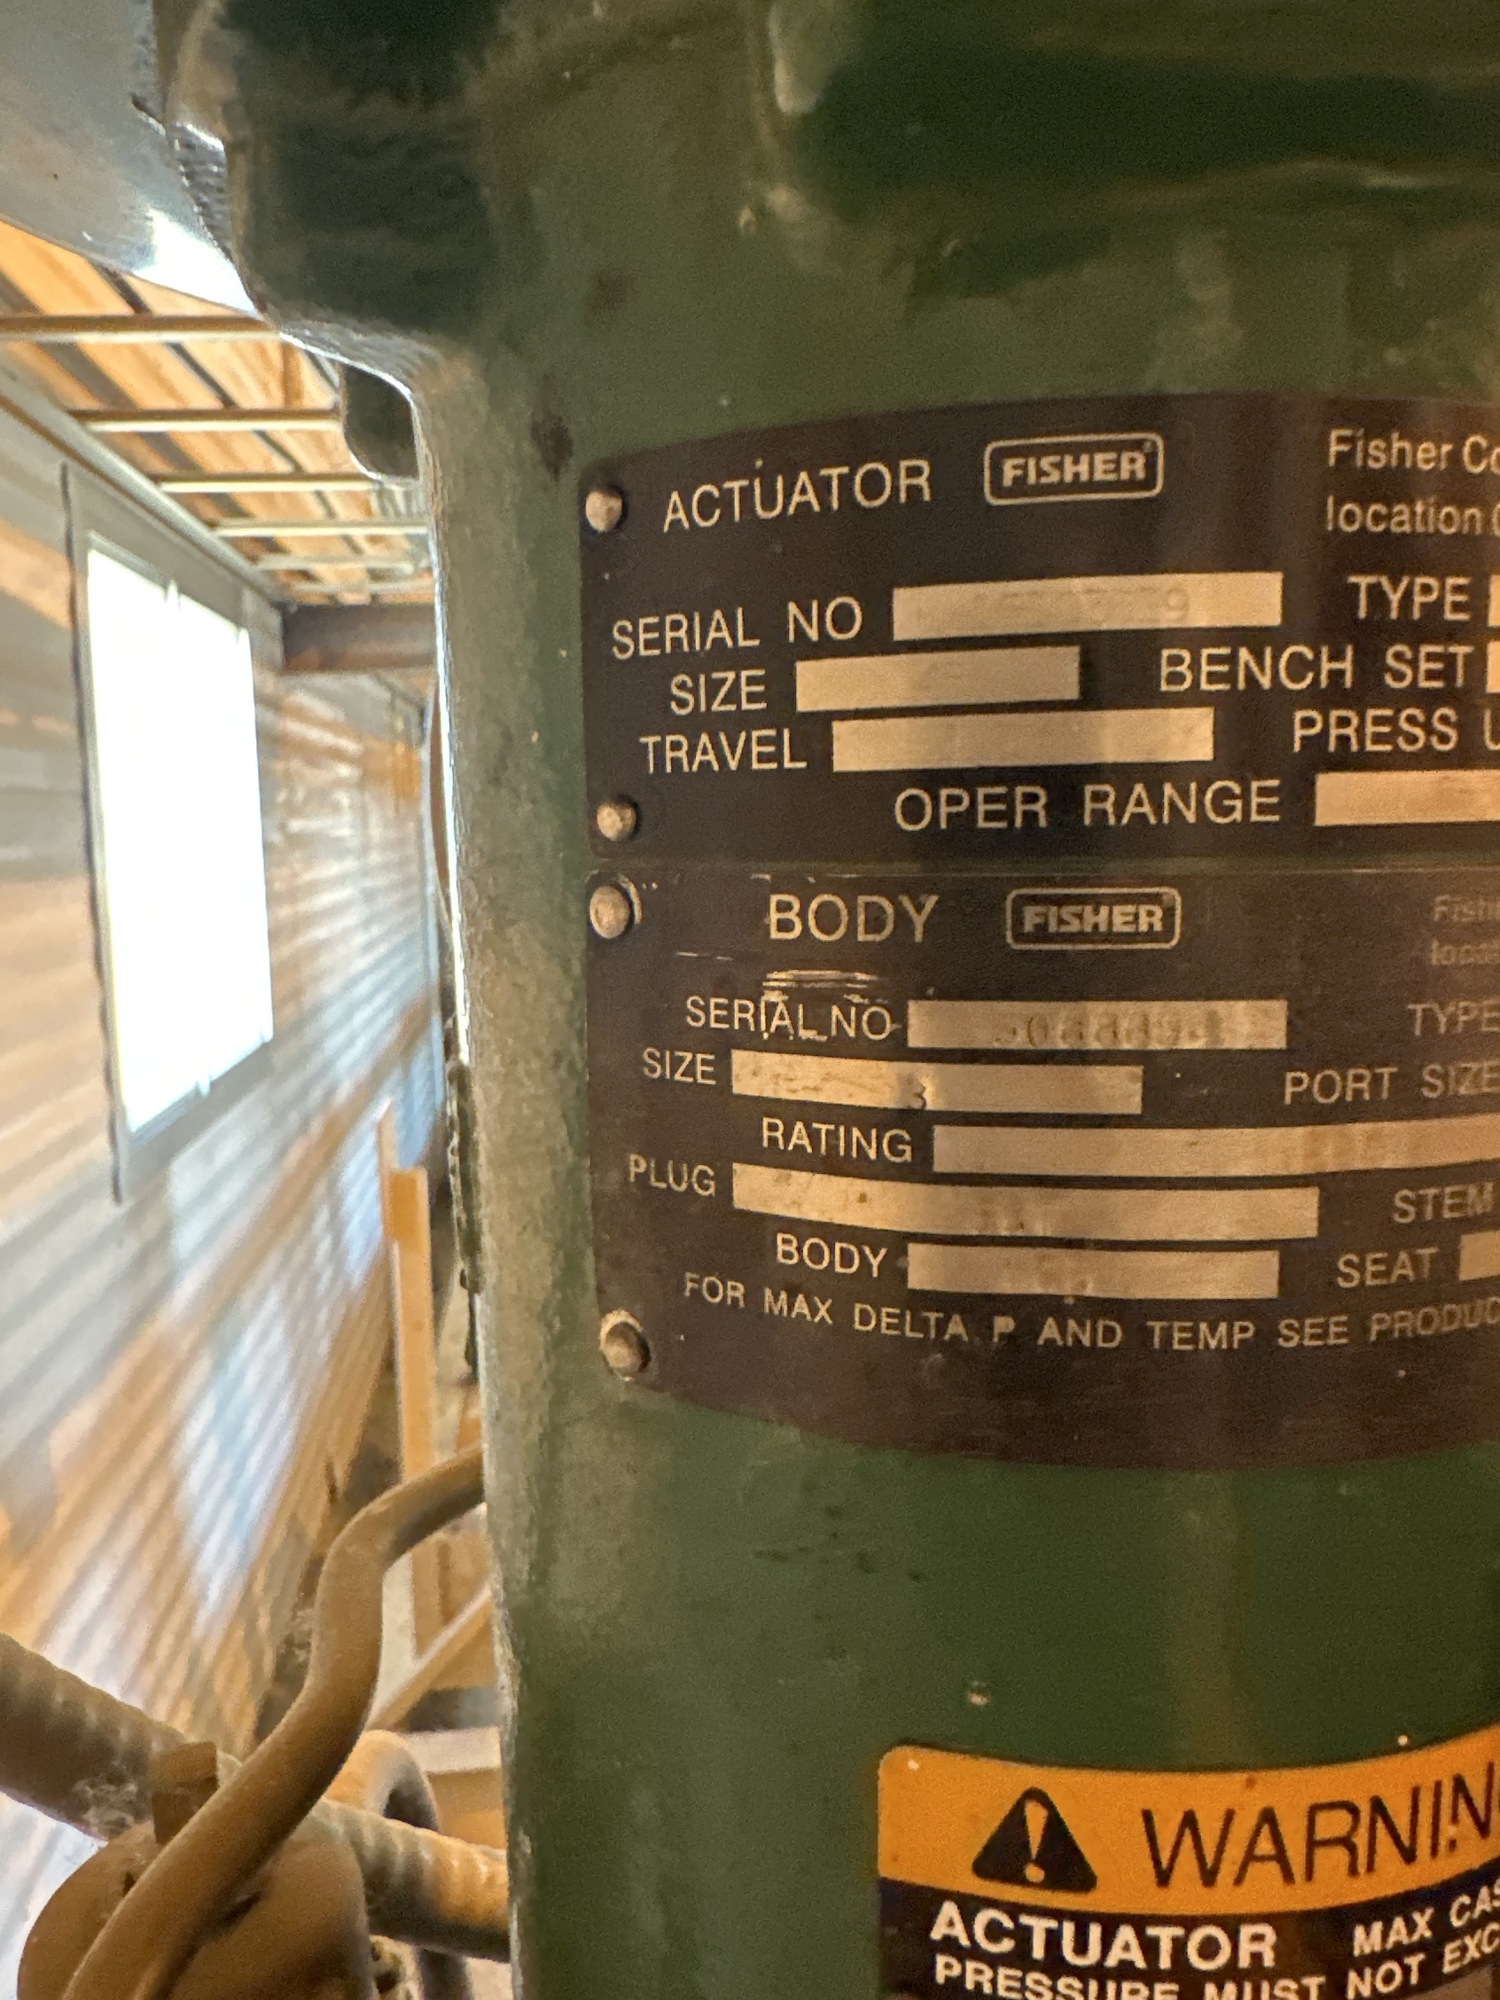 ACTUATOR FISHER Fisher
location
SERIAL NO TYPE
SIZE BENCH SET
TRAVEL PRESS
OPER RANGE
BODY FISHER
SERIAL NO TYPE
SIZE 3 PORT SIZE
RATING
PLUG STEM
BODY SEAT
FOR MAX DELTA P AND TEMP SEE
WARNIN
ACTUATOR MAX
PRESSURE MUST NOT